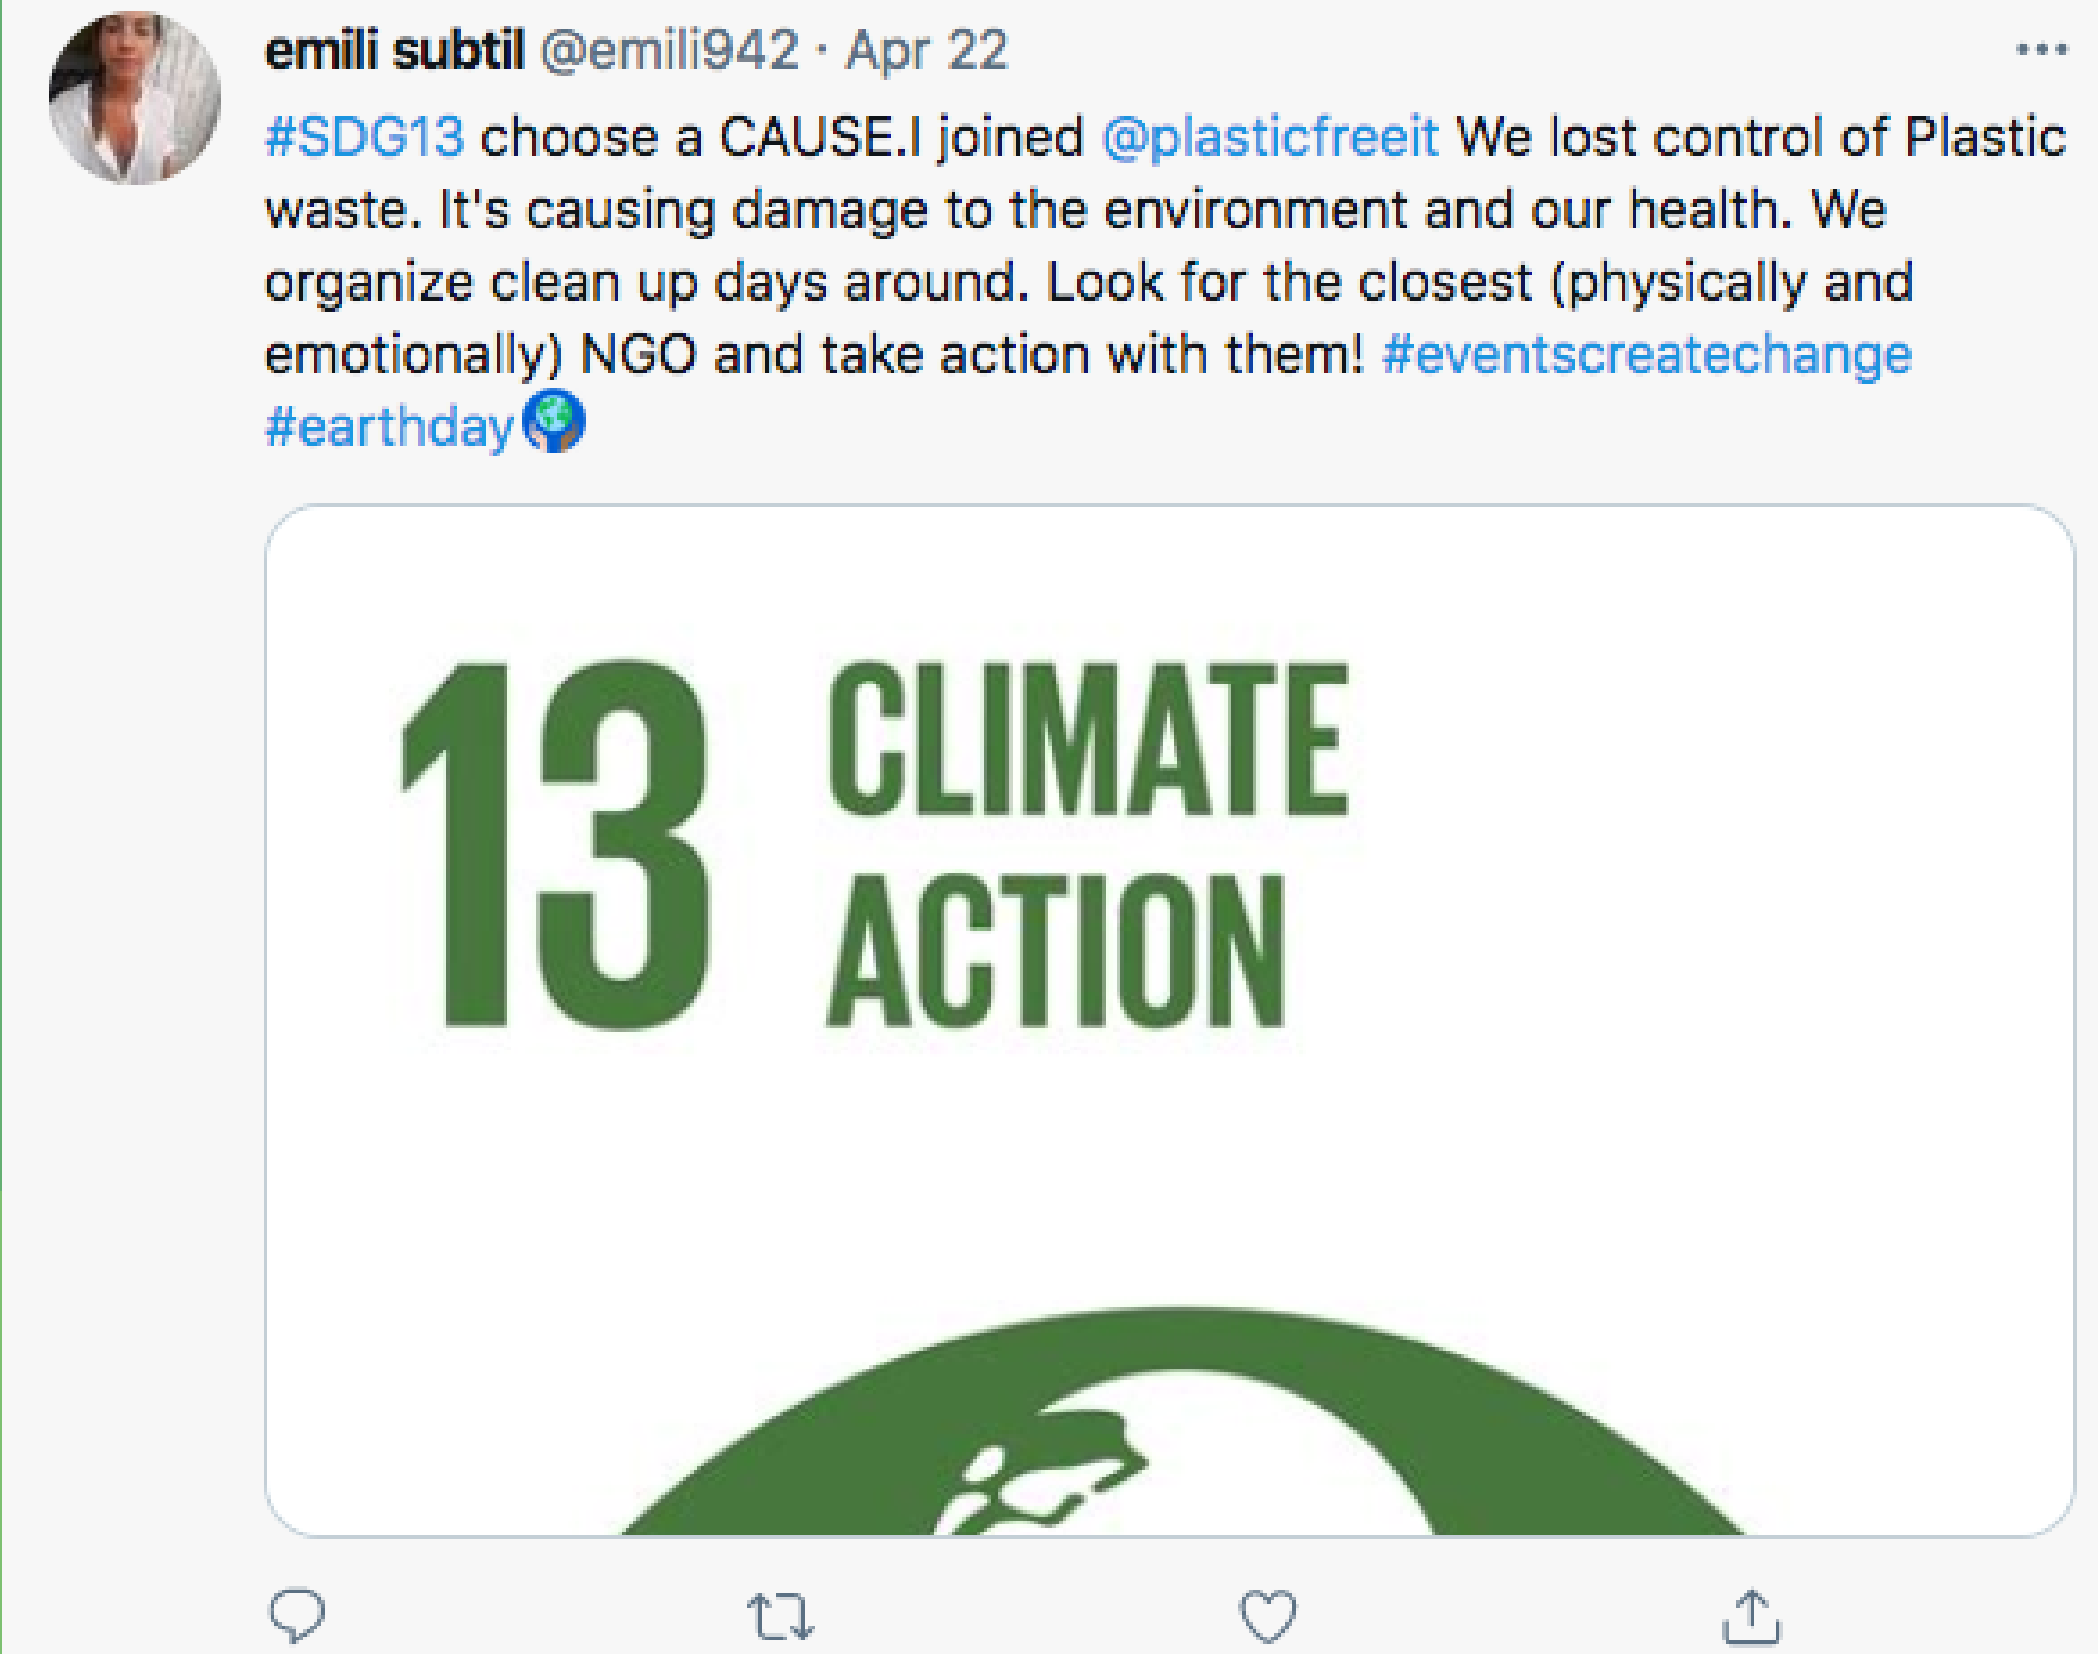 emili subtil @emili942 · Apr 22
#SDG13 choose a CAUSE.I joined @plasticfreeit We lost control of Plastic
waste. It's causing damage to the environment and our health. We
organize clean up days around. Look for the closest (physically and
emotionally) NGO and take action with them! #eventscreatechange
#earthday
13 CLIMATE
ACTION